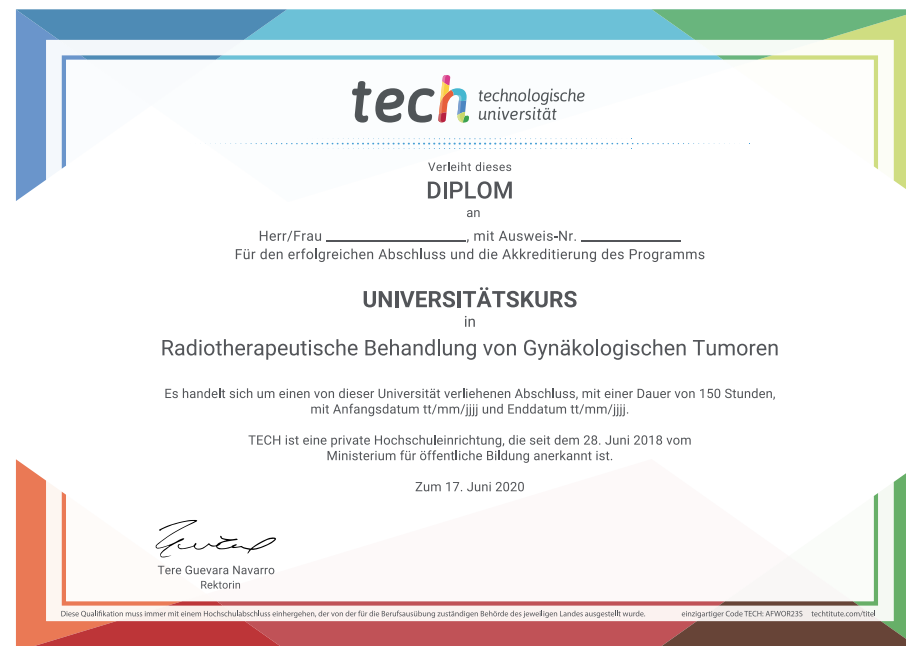 tech technologische
universität
Verleiht dieses
DIPLOM
an
Herr/Frau ____________________, mit Ausweis-Nr. ______________
Für den erfolgreichen Abschluss und die Akkreditierung des Programms
UNIVERSITÄTSKURS
in
Radiotherapeutische Behandlung von Gynäkologischen Tumoren
Es handelt sich um einen von dieser Universität verliehenen Abschluss, mit einer Dauer von 150 Stunden,
mit Anfangsdatum tt/mm/jjjj und Enddatum tt/mm/jjjj.
TECH ist eine private Hochschuleinrichtung, die seit dem 28. Juni 2018 vom
Ministerium für öffentliche Bildung anerkannt ist.
Zum 17. Juni 2020
Tere Guevara Navarro
Rektorin
Diese Qualifikation muss immer mit einem Hochschulabschluss einhergehen, der von der für die Berufsausübung zuständigen Behörde des jeweiligen Landes ausgestellt wurde. einzigartiger Code TECH: AFWOR23S techtitute.com/titel